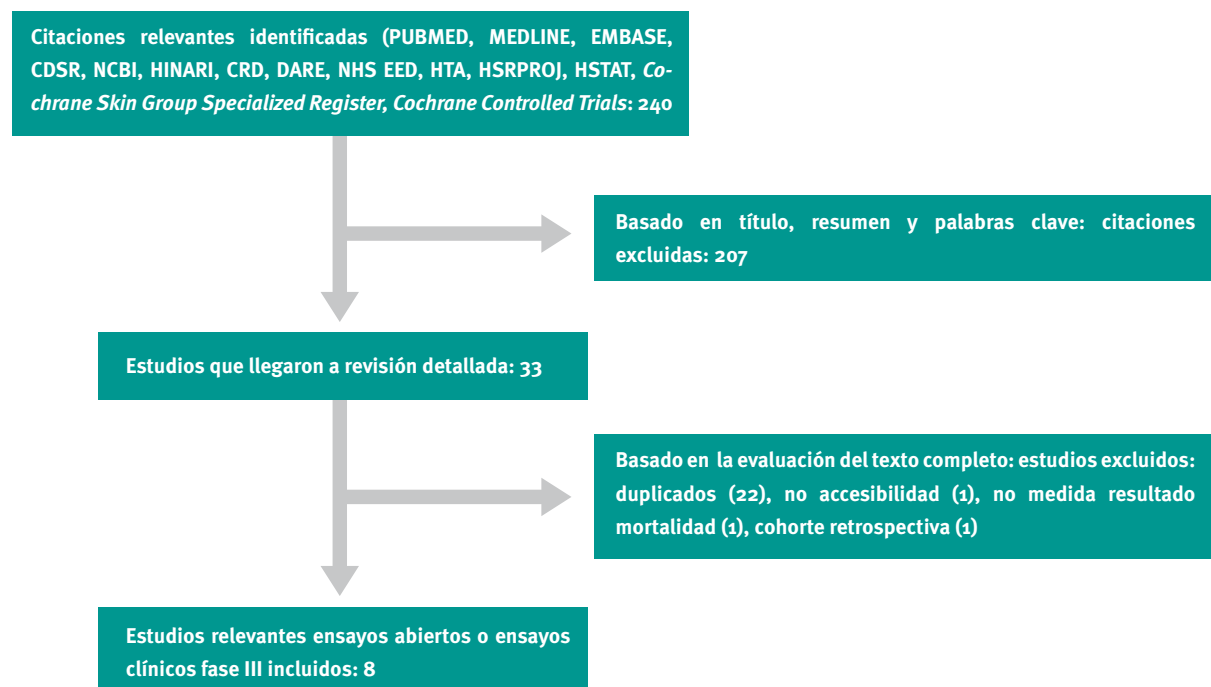 Citaciones relevantes identificadas (PUBMED, MEDLINE, EMBASE,
CDSR, NCBI, HINARI, CRD, DARE, NHS EED, HTA, HSRPROJ, HSTAT, Co-
chrane Skin Group Specialized Register, Cochrane Controlled Trials: 240
Basado en título, resumen y palabras clave: citaciones
excluidas: 207
Estudios que llegaron a revisión detallada: 33
Basado en la evaluación del texto completo: estudios excluidos:
duplicados (22), no accesibilidad (1), no medida resultado
mortalidad (1), cohorte retrospectiva (1)
Estudios relevantes ensayos abiertos o ensayos
clínicos fase III incluidos: 8